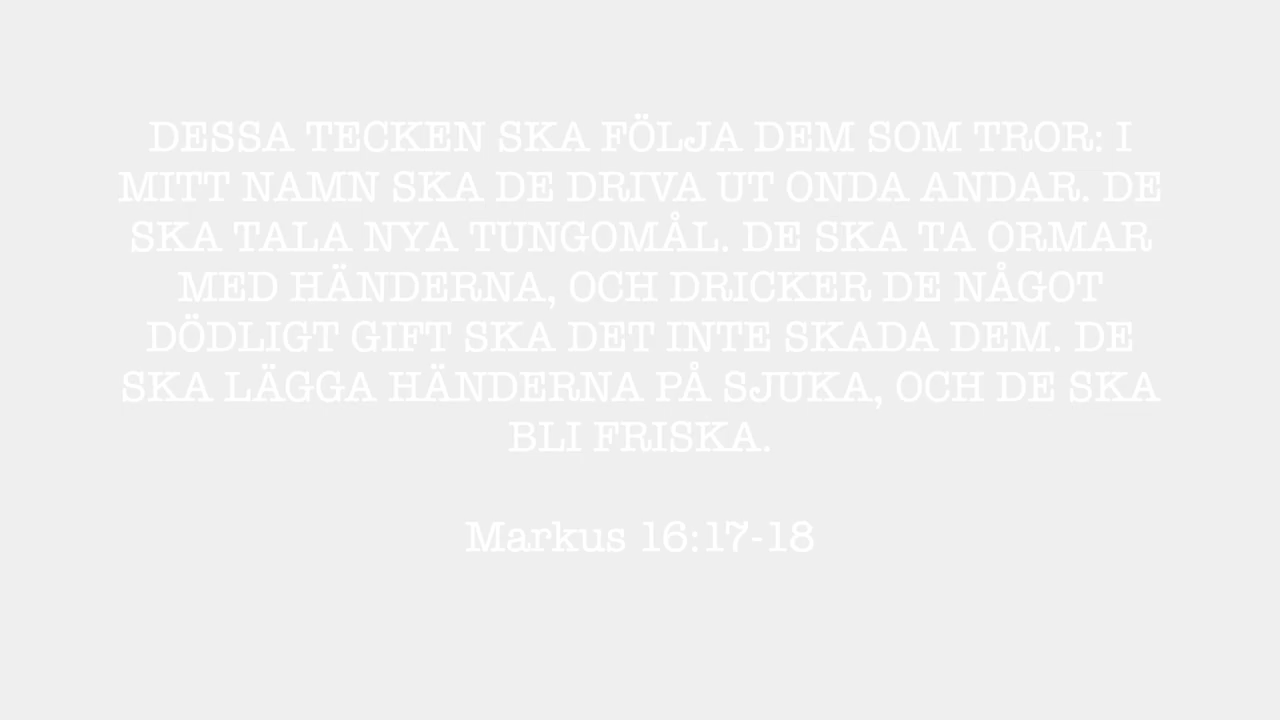 DESSA TECKEN SKA FÖLJA DEM SOM TROR: I
MITT NAMN SKA DE DRIVA UT ONDA ANDAR. DE
SKA TALA NYA TUNGOMÅL. DE SKA TA ORMAR
MED HÄNDERNA, OCH DRICKER DE NÅGOT
DÖDLIGT GIFT SKA DET INTE SKADA DEM. DE
SKA LÄGGA HÄNDERNA PÅ SJUKA, OCH DE SKA
BLI FRISKA.
Markus 16:17-18